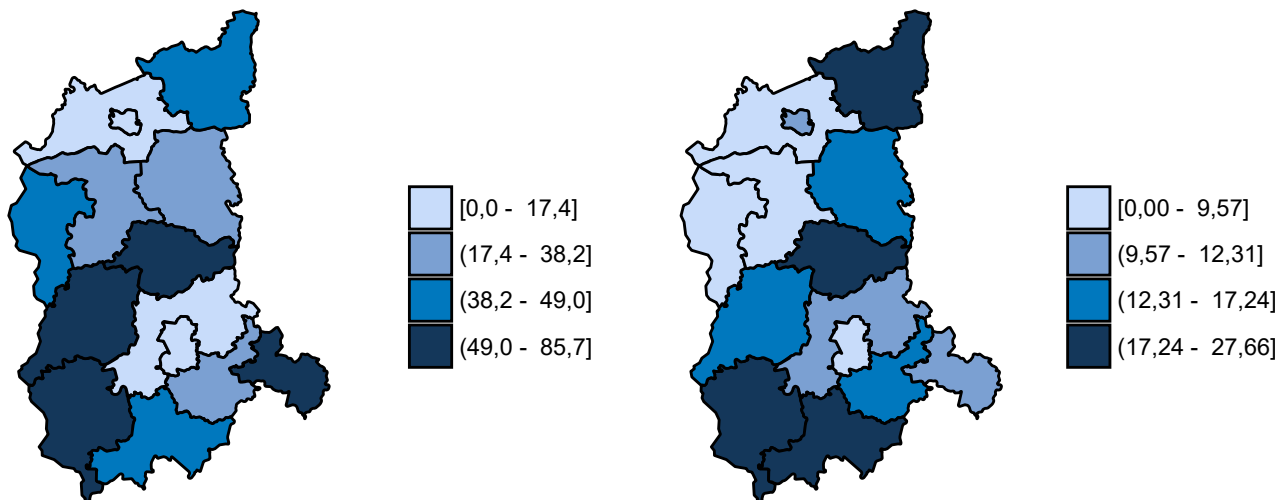 [0,0 - 17,4]
(17,4 - 38,2]
(38,2 - 49,0]
(49,0 - 85,7]
[0,00 - 9,57]
(9,57 - 12,31]
(12,31 - 17,24]
(17,24 - 27,66]